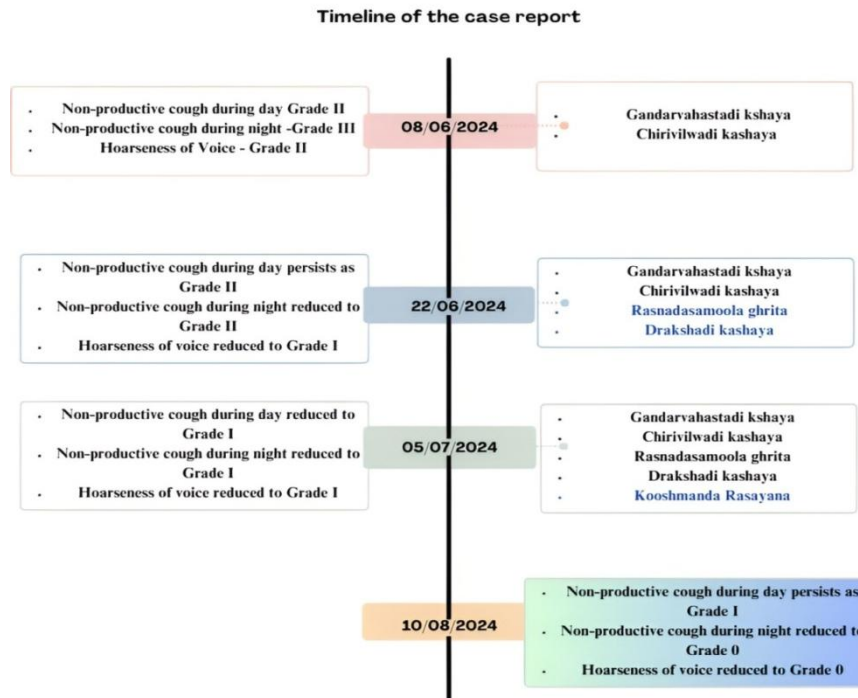 Timeline of the case report
• Non-productive cough during day Grade II
• Non-productive cough during night -Grade III
• Hoarseness of Voice - Grade II
08/06/2024
• Gandarvahastadi kshaya
• Chirivilwadi kashaya
• Non-productive cough during day persists as
Grade II
• Non-productive cough during night reduced to
Grade II
• Hoarseness of voice reduced to Grade I
22/06/2024
• Gandarvahastadi kshaya
• Chirivilwadi kashaya
• Rasnadasamoola ghrita
• Drakshadi kashaya
• Non-productive cough during day reduced to
Grade I
• Non-productive cough during night reduced to
Grade I
• Hoarseness of voice reduced to Grade I
05/07/2024
• Gandarvahastadi kshaya
• Chirivilwadi kashaya
• Rasnadasamoola ghrita
• Drakshadi kashaya
• Kooshmanda Rasayana
10/08/2024
• Non-productive cough during day persists as
Grade I
• Non-productive cough during night reduced to
Grade 0
• Hoarseness of voice reduced to Grade 0